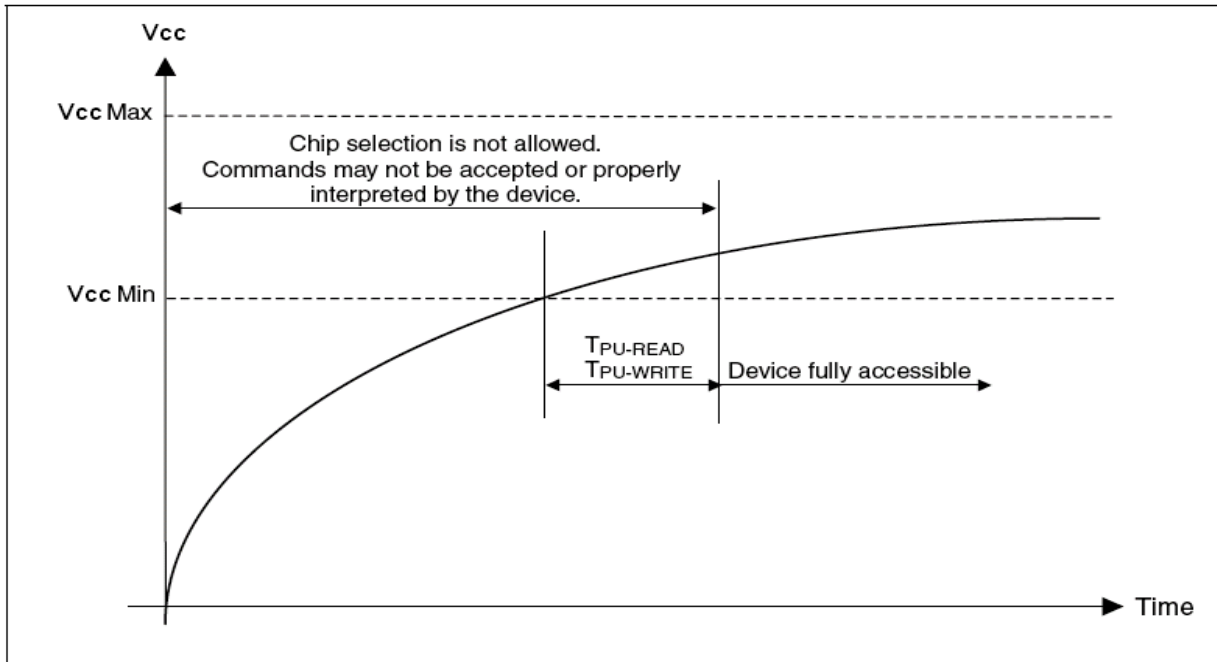 Vcc
Vcc Max
Chip selection is not allowed.
Commands may not be accepted or properly
interpreted by the device.
Vcc Min
TPU-READ
TPU-WRITE
Device fully accessible
Time